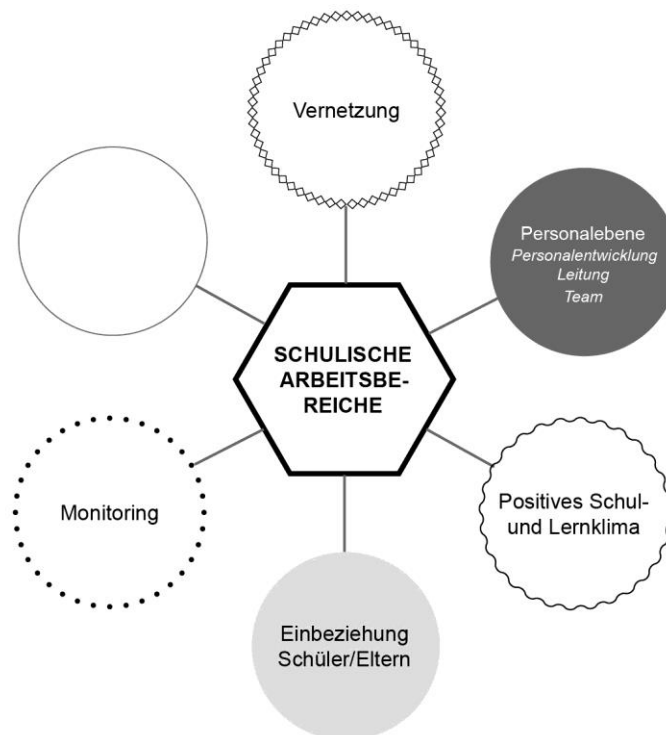 Vernetzung
Personalebene
Personalentwicklung
Leitung
Team
SCHULISCHE
ARBEITSBE-
REICHE
Monitoring
Positives Schul-
und Lernklima
Einbeziehung
Schüler/Eltern